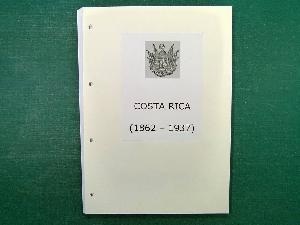 COSTA RICA
(1862 – 1937)